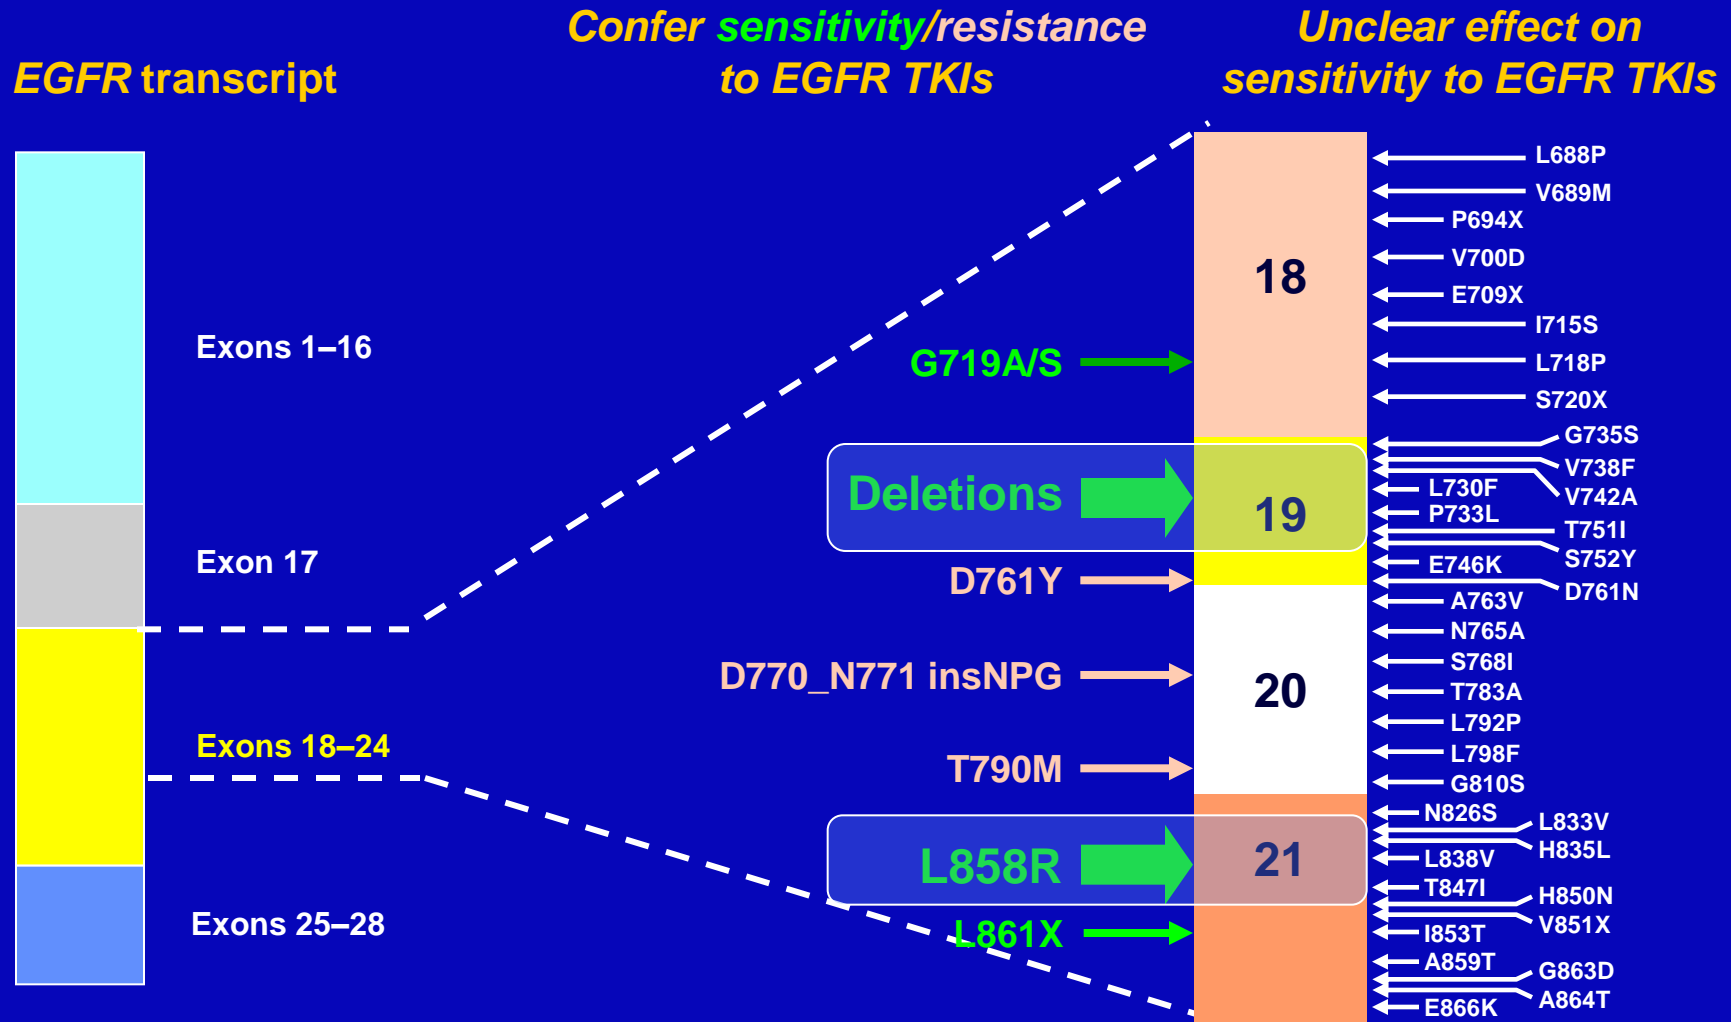 EGFR transcript
Confer sensitivity/resistance
to EGFR TKIs
Unclear effect on
sensitivity to EGFR TKIs
Exons 1–16
Exon 17
Exons 18–24
Exons 25–28
G719A/S
Deletions
D761Y
D770_N771 insNPG
T790M
L858R
L861X
18
19
20
21
L688P
V689M
P694X
V700D
E709X
I715S
L718P
S720X
G735S
V738F
L730F
V742A
P733L
T751I
S752Y
E746K
D761N
A763V
N765A
S768I
T783A
L792P
L798F
G810S
N826S
L833V
H835L
L838V
T847I
H850N
V851X
I853T
A859T
G863D
A864T
E866K